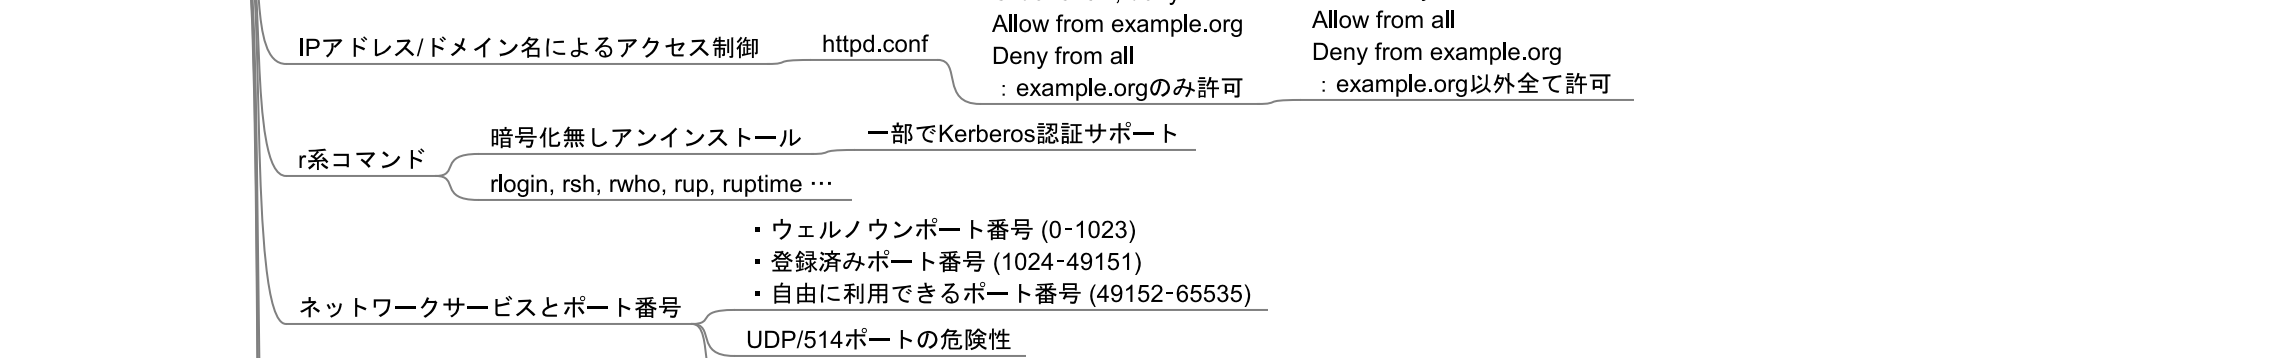 IPアドレス/ドメイン名によるアクセス制御
httpd.conf
Allow from example.org
Deny from all
：example.orgのみ許可
Allow from all
Deny from example.org
：example.org以外全て許可
r系コマンド
暗号化無しアンインストール
一部でKerberos認証サポート
rlogin, rsh, rwho, rup, ruptime …
ネットワークサービスとポート番号
・ウェルノウンポート番号 (0-1023)
・登録済みポート番号 (1024-49151)
・自由に利用できるポート番号 (49152-65535)
UDP/514ポートの危険性